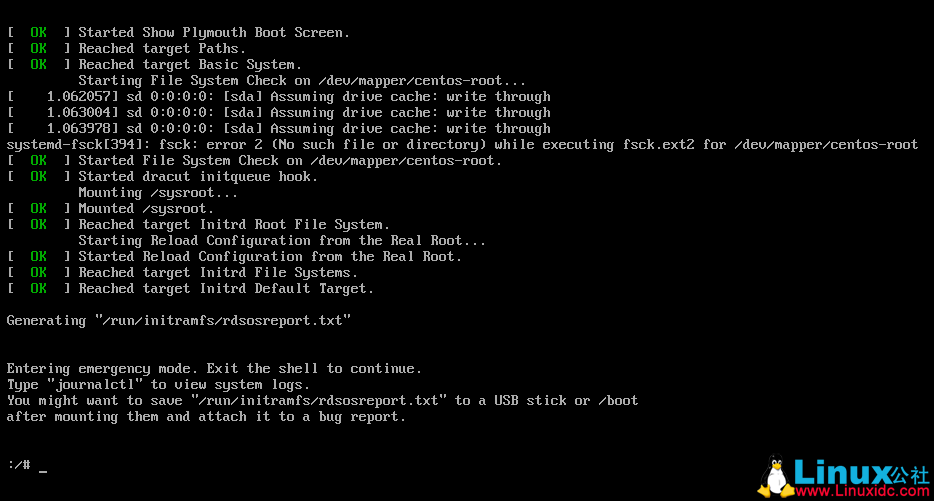 [  OK  ] Started Show Plymouth Boot Screen.
[  OK  ] Reached target Paths.
[  OK  ] Reached target Basic System.
         Starting File System Check on /dev/mapper/centos-root...
[    1.062057] sd 0:0:0:0: [sda] Assuming drive cache: write through
[    1.063004] sd 0:0:0:0: [sda] Assuming drive cache: write through
[    1.063978] sd 0:0:0:0: [sda] Assuming drive cache: write through
systemd-fsck[394]: fsck: error 2 (No such file or directory) while executing fsck.ext2 for /dev/mapper/centos-root
[  OK  ] Started File System Check on /dev/mapper/centos-root.
[  OK  ] Started dracut initqueue hook.
         Mounting /sysroot...
[  OK  ] Mounted /sysroot.
[  OK  ] Reached target Initrd Root File System.
         Starting Reload Configuration from the Real Root...
[  OK  ] Started Reload Configuration from the Real Root.
[  OK  ] Reached target Initrd File Systems.
[  OK  ] Reached target Initrd Default Target.
Generating "/run/initramfs/rdsosreport.txt"
Entering emergency mode. Exit the shell to continue.
Type "journalctl" to view system logs.
You might want to save "/run/initramfs/rdsosreport.txt" to a USB stick or /boot
after mounting them and attach it to a bug report.
:/# _
Linux公社
www.Linuxidc.com